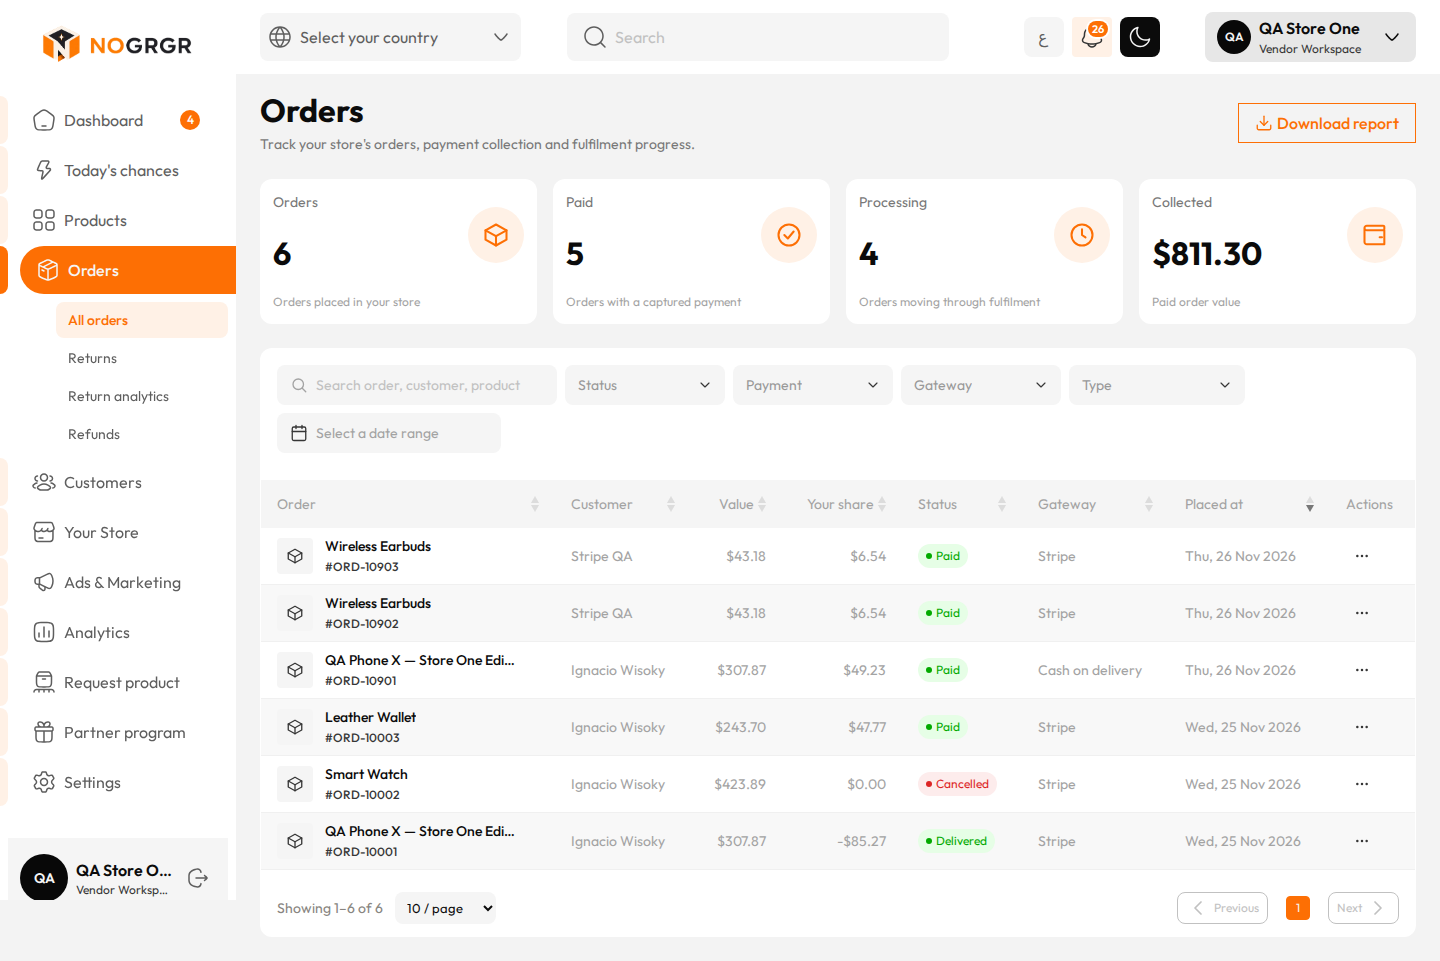 NOGRGR
Select your country
Search
ع
26
QA
QA Store One
Vendor Workspace
Dashboard
4
Today's chances
Products
Orders
All orders
Returns
Return analytics
Refunds
Customers
Your Store
Ads & Marketing
Analytics
Request product
Partner program
Settings
QA
QA Store O...
Vendor Worksp...
Orders
Track your store's orders, payment collection and fulfilment progress.
Download report
Orders
6
Orders placed in your store
Paid
5
Orders with a captured payment
Processing
4
Orders moving through fulfilment
Collected
$811.30
Paid order value
Search order, customer, product
Status
Payment
Gateway
Type
Select a date range
Order Customer Value Your share Status Gateway Placed at Actions
Wireless Earbuds
#ORD-10903
Stripe QA $43.18 $6.54 Paid Stripe Thu, 26 Nov 2026 ...
Wireless Earbuds
#ORD-10902
Stripe QA $43.18 $6.54 Paid Stripe Thu, 26 Nov 2026 ...
QA Phone X — Store One Edi...
#ORD-10901
Ignacio Wisoky $307.87 $49.23 Paid Cash on delivery Thu, 26 Nov 2026 ...
Leather Wallet
#ORD-10003
Ignacio Wisoky $243.70 $47.77 Paid Stripe Wed, 25 Nov 2026 ...
Smart Watch
#ORD-10002
Ignacio Wisoky $423.89 $0.00 Cancelled Stripe Wed, 25 Nov 2026 ...
QA Phone X — Store One Edi...
#ORD-10001
Ignacio Wisoky $307.87 -$85.27 Delivered Stripe Wed, 25 Nov 2026 ...
Showing 1–6 of 6
10 / page
Previous
1
Next